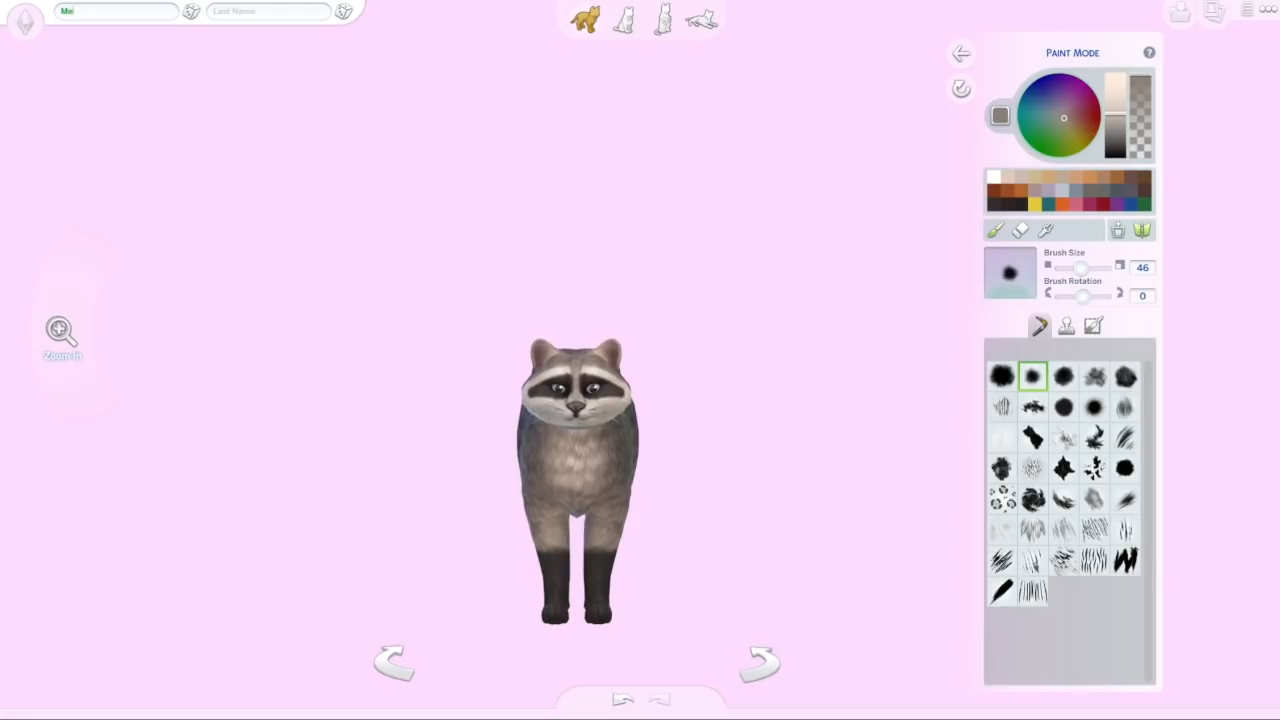 Me
Last Name
PAINT MODE
?
Brush Size
46
Brush Rotation
0
Zoom In